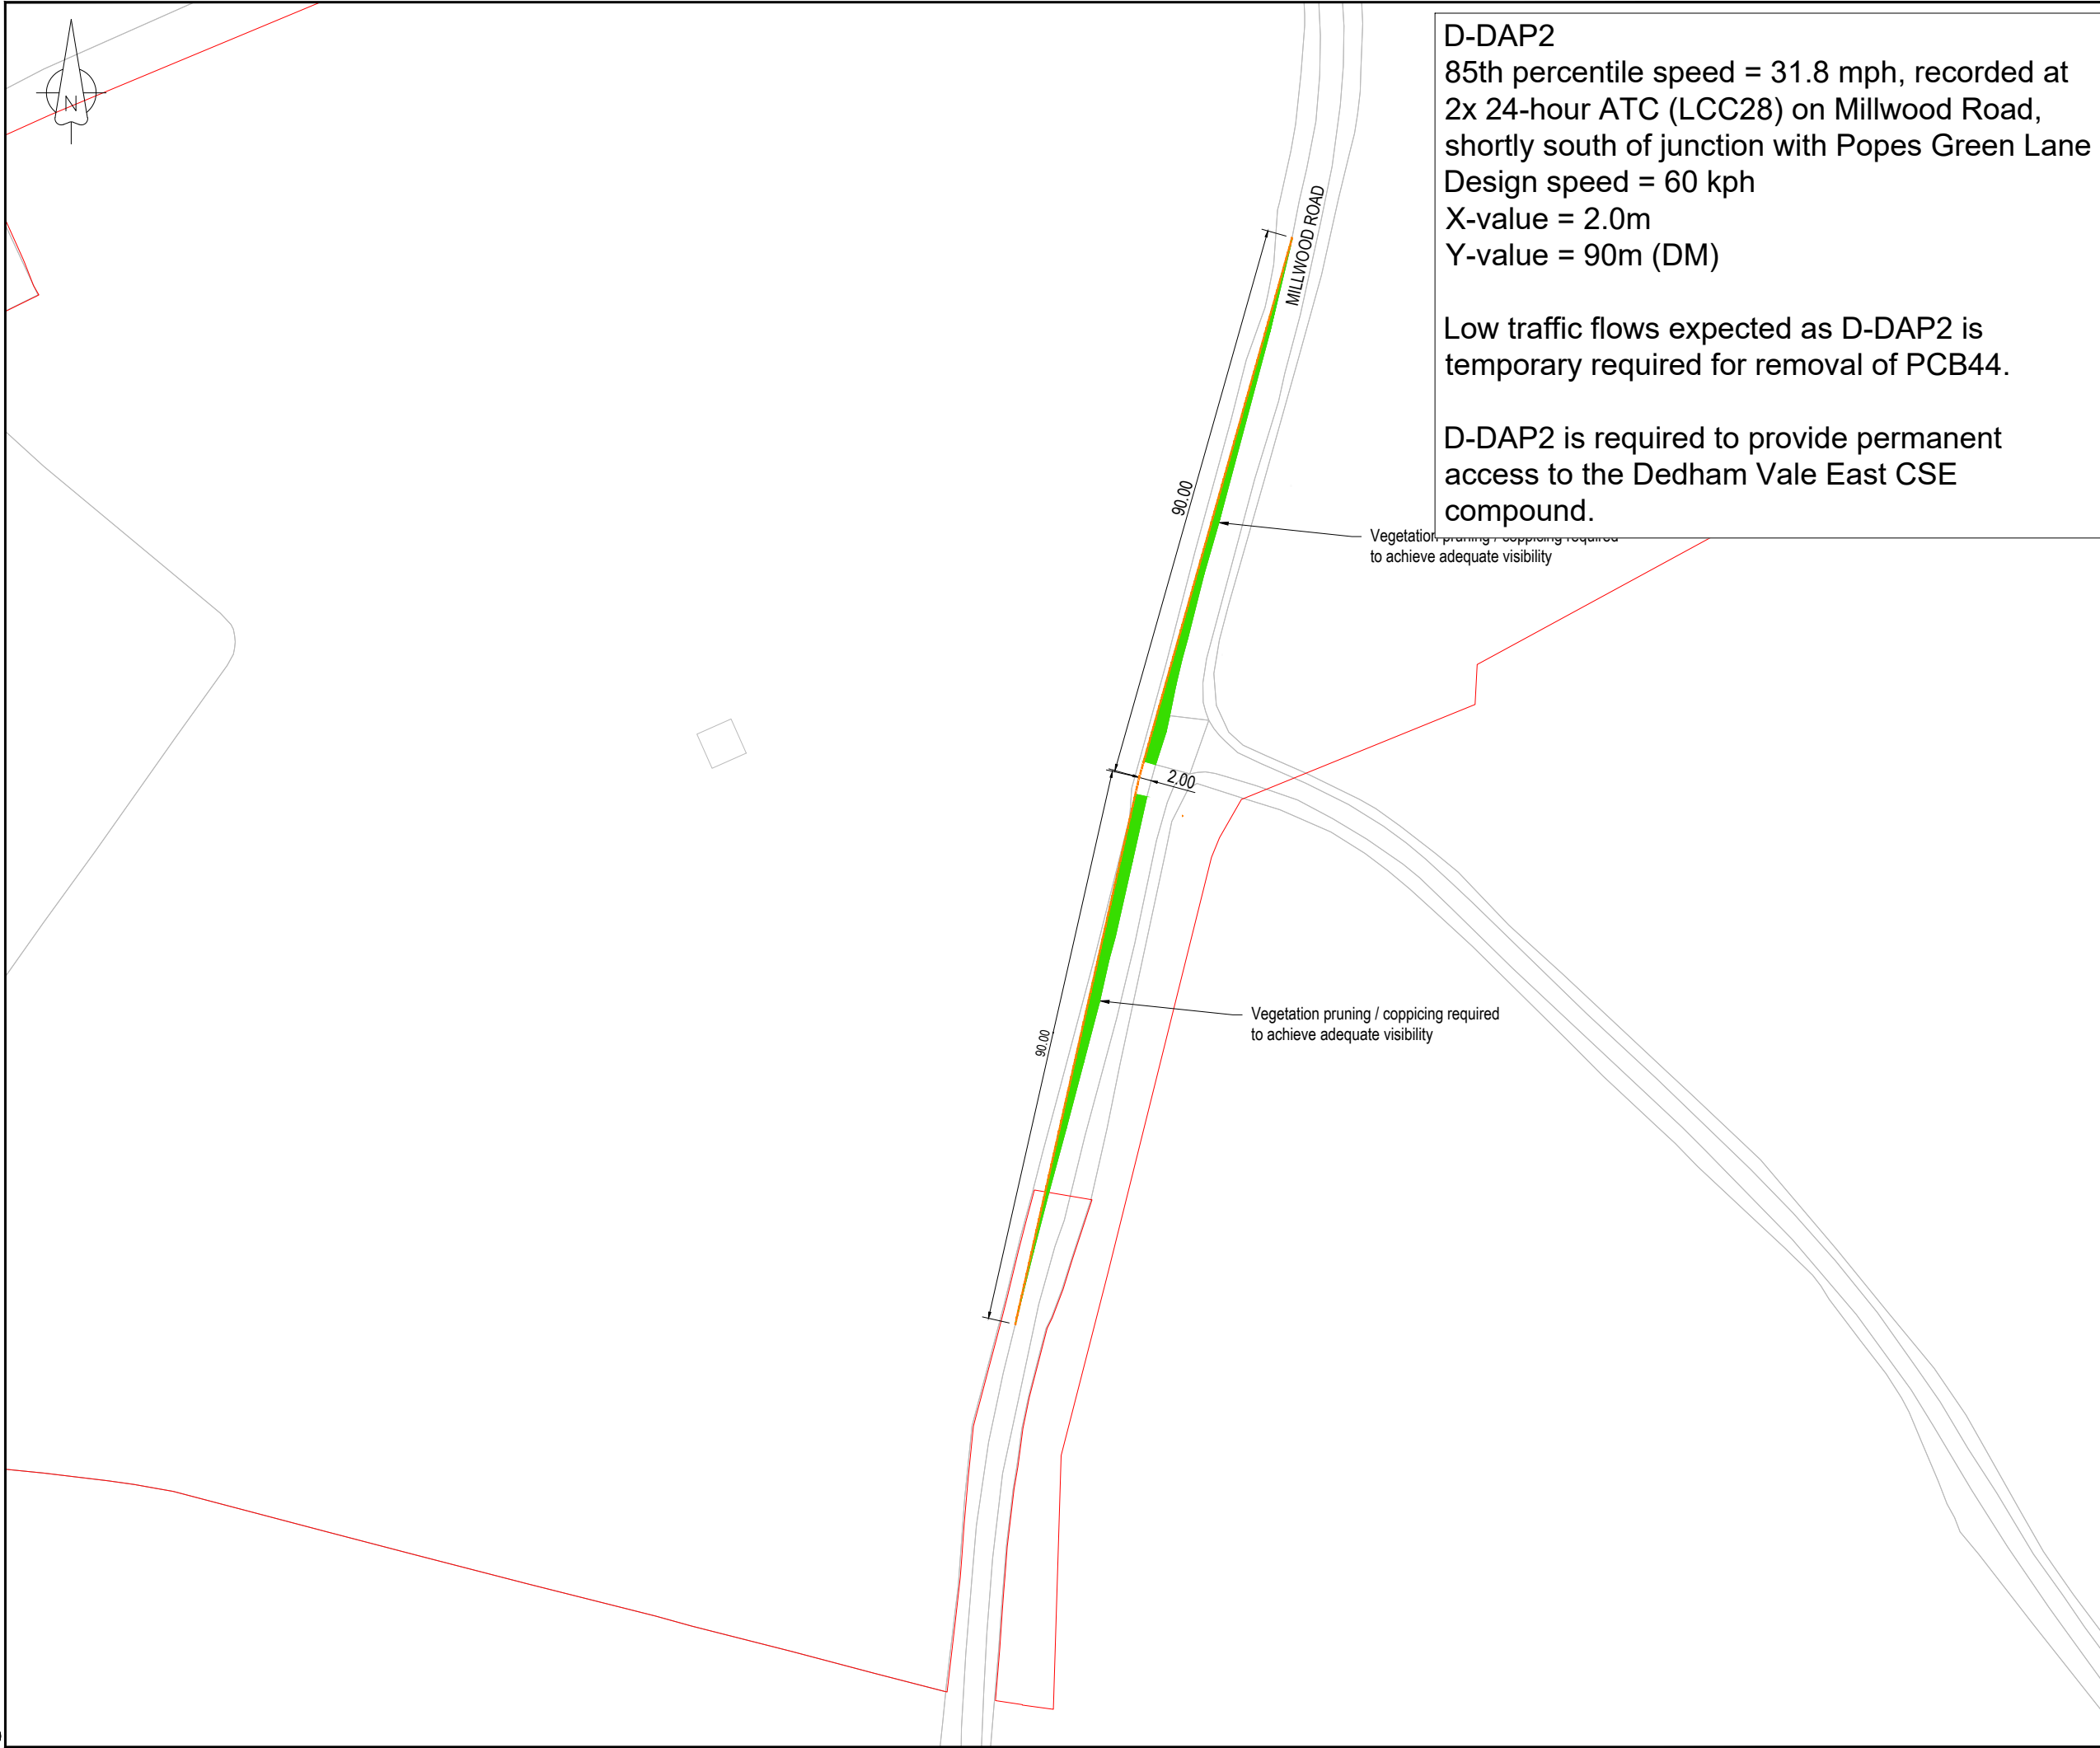 N
D-DAP2
85th percentile speed = 31.8 mph, recorded at
2x 24-hour ATC (LCC28) on Millwood Road,
shortly south of junction with Popes Green Lane
Design speed = 60 kph
X-value = 2.0m
Y-value = 90m (DM)
Low traffic flows expected as D-DAP2 is
temporary required for removal of PCB44.
D-DAP2 is required to provide permanent
access to the Dedham Vale East CSE
compound.
MILLWOOD ROAD
90.00
Vegetation pruning / coppicing required
to achieve adequate visibility
2.00
90.00
Vegetation pruning / coppicing required
to achieve adequate visibility